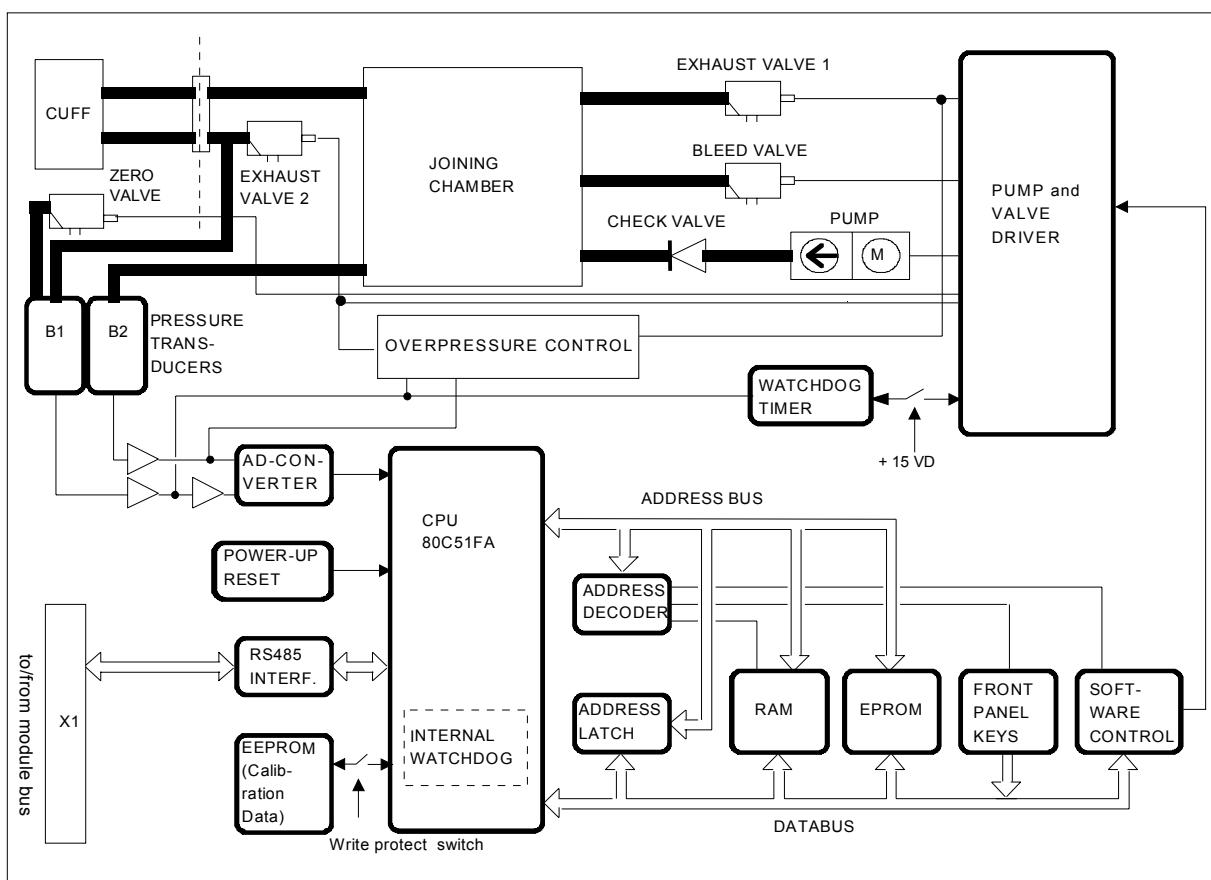 EXHAUST VALVE 1
CUFF
ZERO
VALVE
EXHAUST
VALVE 2
JOINING
CHAMBER
BLEED VALVE
CHECK VALVE
PUMP
M
PUMP and
VALVE
DRIVER
B1
B2
PRESSURE
TRANS-
DUCERS
OVERPRESSURE CONTROL
WATCHDOG
TIMER
+ 15 VD
AD-CON-
VERTER
CPU
80C51FA
ADDRESS BUS
POWER-UP
RESET
ADDRESS
DECODER
to/from module bus
X1
RS485
INTERF.
ADDRESS
LATCH
RAM
EPROM
FRONT
PANEL
KEYS
SOFT-
WARE
CONTROL
EEPROM
(Calib-
ration
Data)
INTERNAL
WATCHDOG
Write protect switch
DATABUS